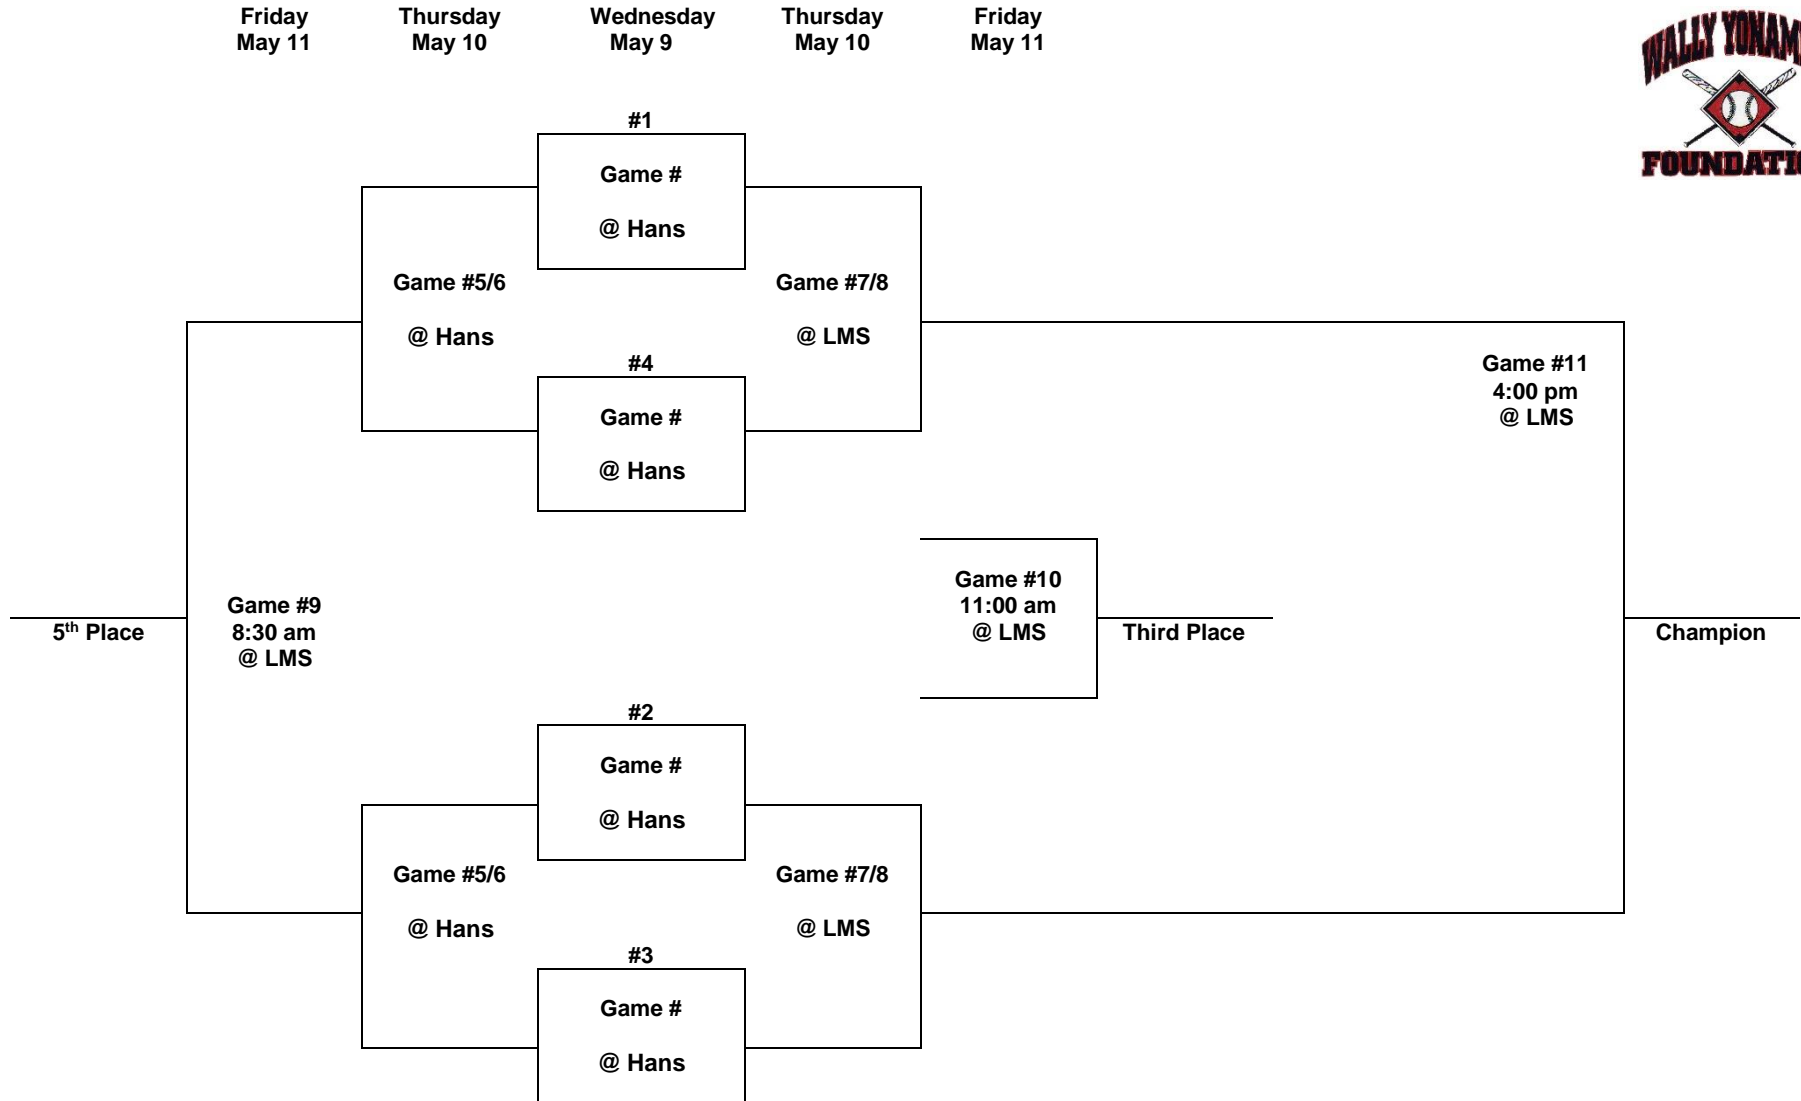 Friday Thursday Wednesday Thursday Friday
May 11 May 10 May 9 May 10 May 11
WALLY
#1
Game #
@ Hans
FOUNDATIO
Game #5/6 Game #7/8
@ Hans @ LMS
#4
Game #11
4:00 pm
@ LMS
Game #
@ Hans
Game #10
11:00 am
@ LMS
Game #9
8:30 am
@ LMS
5th Place
Third Place
Champion
#2
Game #
@ Hans
Game #5/6 Game #7/8
@ Hans @ LMS
#3
Game #
@ Hans